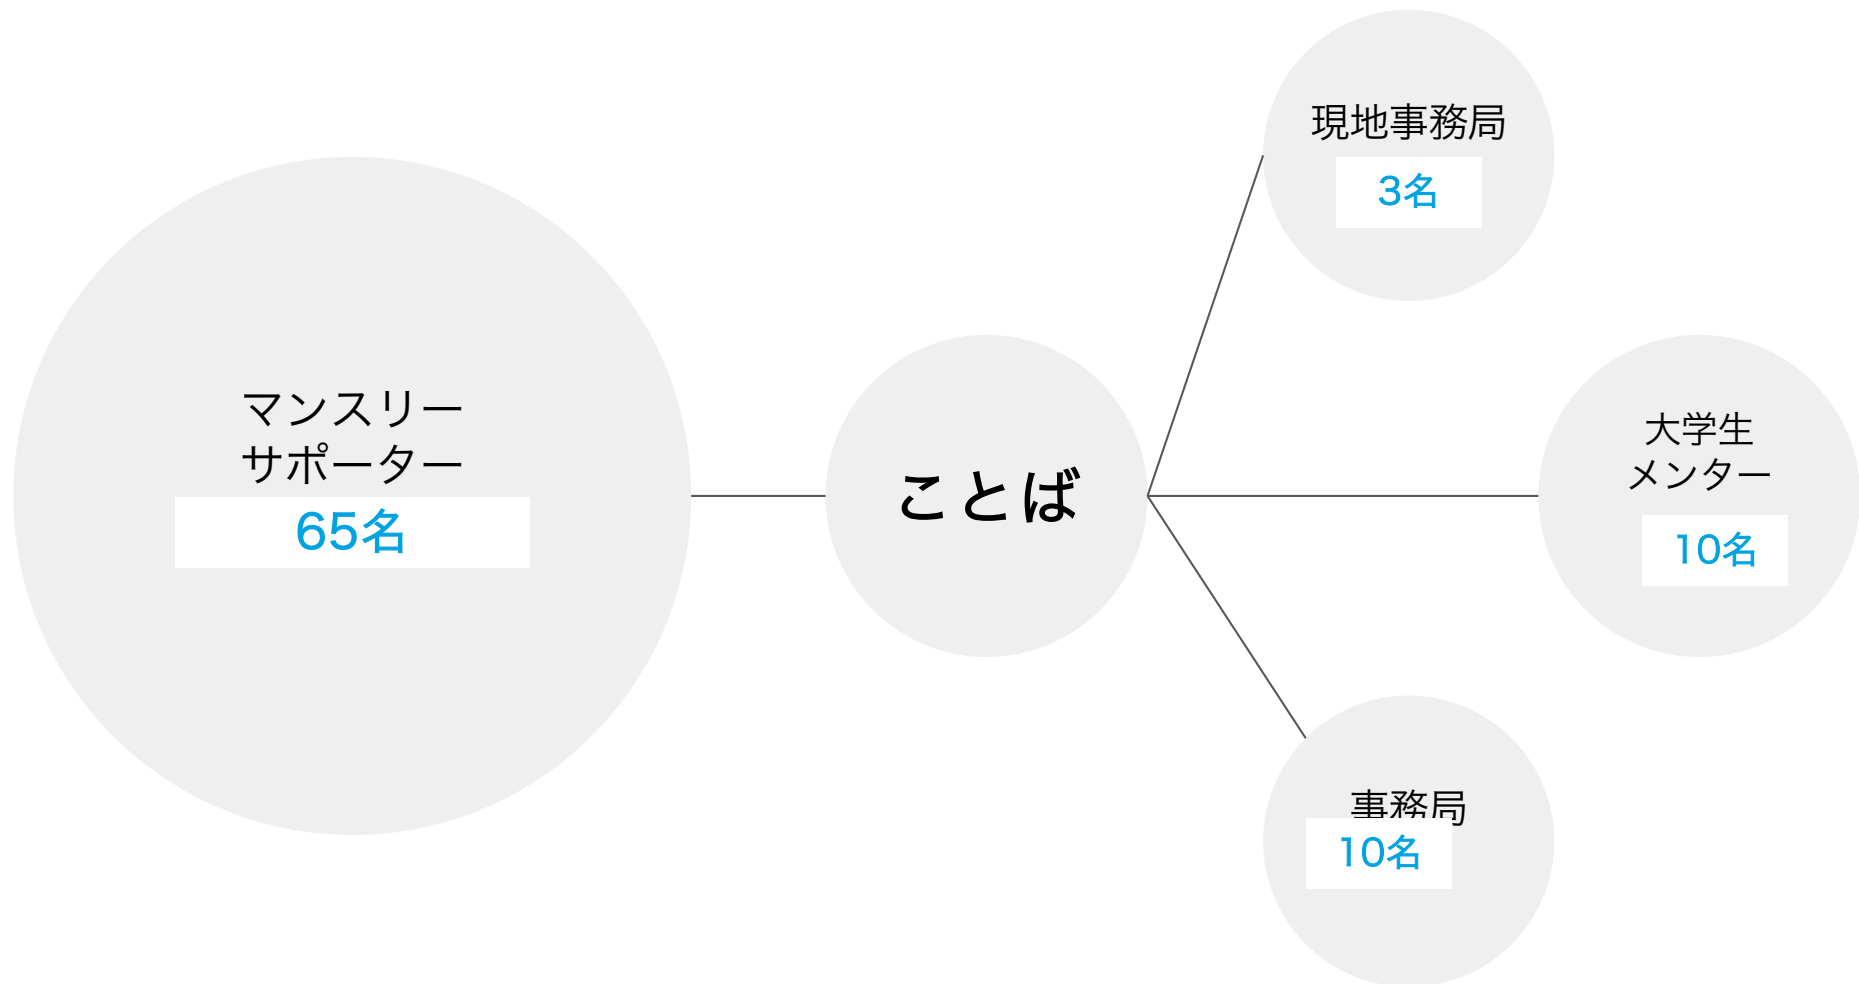 マンスリー
サポーター
65名
ことば
現地事務局
3名
大学生
メンター
10名
事務局
10名